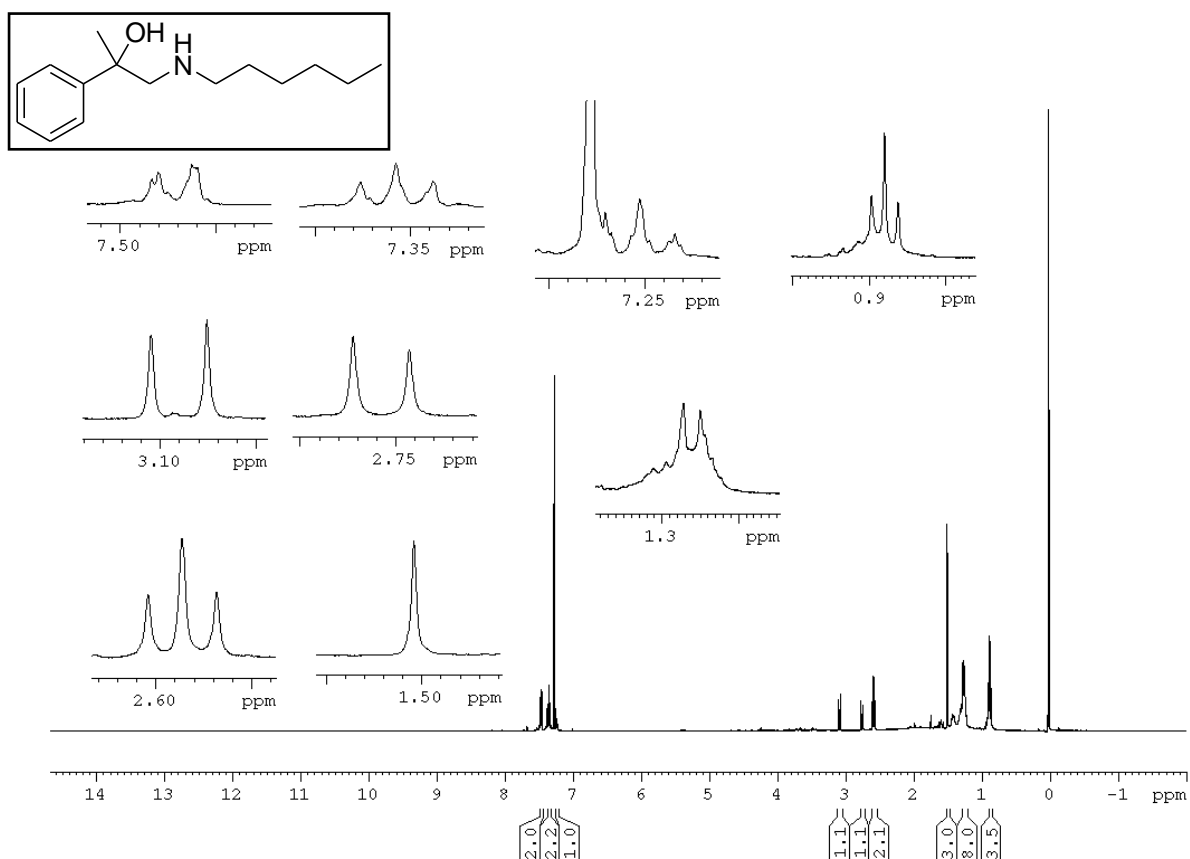 OH
H
N
7.50 ppm
7.35 ppm
7.25 ppm
0.9 ppm
3.10 ppm
2.75 ppm
1.3 ppm
2.60 ppm
1.50 ppm
14 13 12 11 10 9 8 7 6 5 4 3 2 1 0 -1 ppm
2.0 2.2 1.0 1.1 1.1 2.1 3.0 8.0 3.5